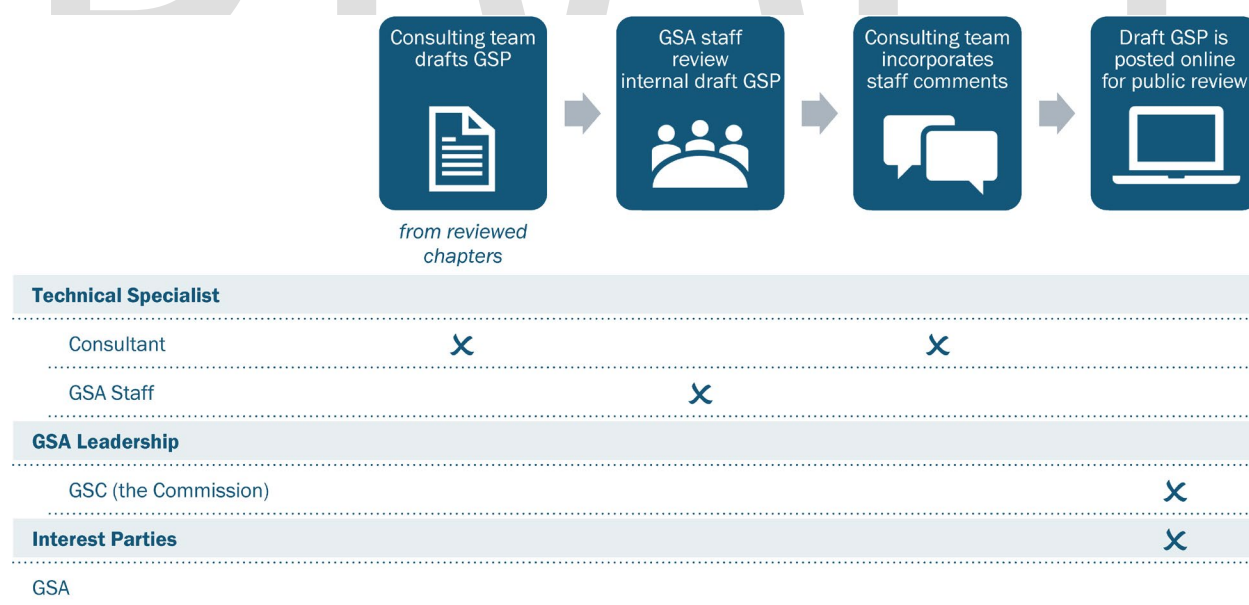 Consulting team
drafts GSP
GSA staff
review
internal draft GSP
Consulting team
incorporates
staff comments
Draft GSP is
posted online
for public review
from reviewed
chapters
Technical Specialist
Consultant
GSA Staff
GSA Leadership
GSC (the Commission)
Interest Parties
GSA